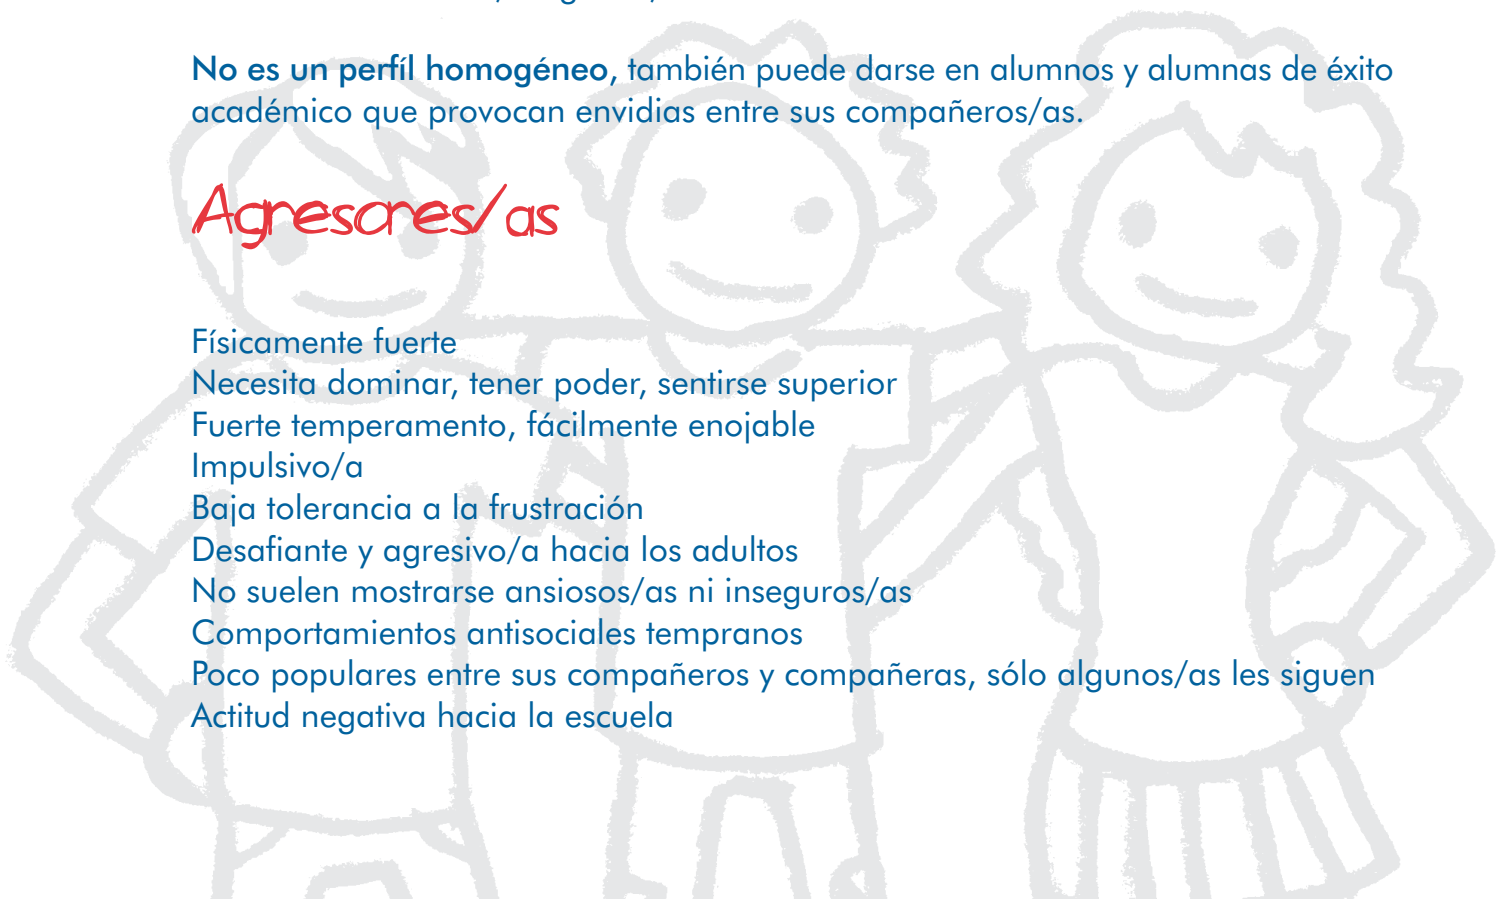 No es un perfíl homogéneo, también puede darse en alumnos y alumnas de éxito
académico que provocan envidias entre sus compañeros/as.
Agresores/as
Físicamente fuerte
Necesita dominar, tener poder, sentirse superior
Fuerte temperamento, fácilmente enojable
Impulsivo/a
Baja tolerancia a la frustración
Desafiante y agresivo/a hacia los adultos
No suelen mostrarse ansiosos/as ni inseguros/as
Comportamientos antisociales tempranos
Poco populares entre sus compañeros y compañeras, sólo algunos/as les siguen
Actitud negativa hacia la escuela